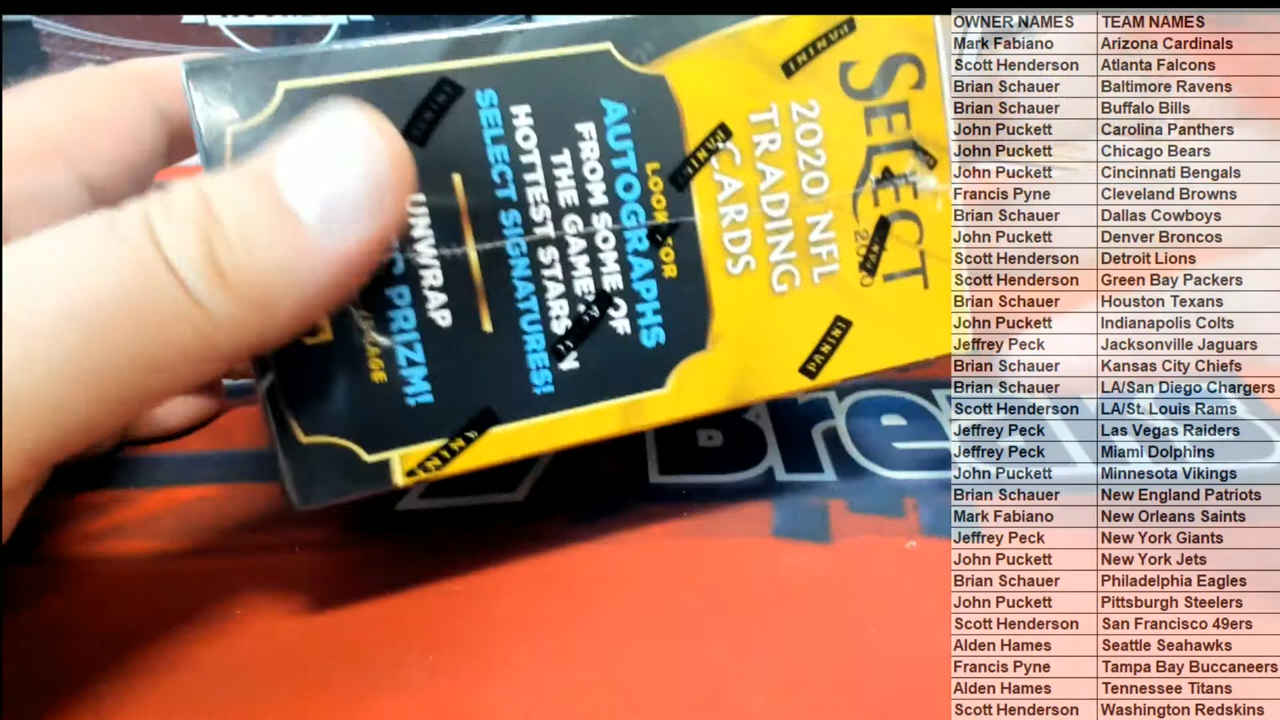 SELECT
2020
2020 NFL
TRADING
CARDS
LOOK FOR
AUTOGRAPHS
FROM SOME OF
THE GAME'S
HOTTEST STARS
SELECT SIGNATURES!
UNWRAP
PRIZM!
PANINI
PANINI
PANINI
PANINI
Breaks
OWNER NAMES TEAM NAMES
Mark Fabiano Arizona Cardinals
Scott Henderson Atlanta Falcons
Brian Schauer Baltimore Ravens
Brian Schauer Buffalo Bills
John Puckett Carolina Panthers
John Puckett Chicago Bears
John Puckett Cincinnati Bengals
Francis Pyne Cleveland Browns
Brian Schauer Dallas Cowboys
John Puckett Denver Broncos
Scott Henderson Detroit Lions
Scott Henderson Green Bay Packers
Brian Schauer Houston Texans
John Puckett Indianapolis Colts
Jeffrey Peck Jacksonville Jaguars
Brian Schauer Kansas City Chiefs
Brian Schauer LA/San Diego Chargers
Scott Henderson LA/St. Louis Rams
Jeffrey Peck Las Vegas Raiders
Jeffrey Peck Miami Dolphins
John Puckett Minnesota Vikings
Brian Schauer New England Patriots
Mark Fabiano New Orleans Saints
Jeffrey Peck New York Giants
John Puckett New York Jets
Brian Schauer Philadelphia Eagles
John Puckett Pittsburgh Steelers
Scott Henderson San Francisco 49ers
Alden Hames Seattle Seahawks
Francis Pyne Tampa Bay Buccaneers
Alden Hames Tennessee Titans
Scott Henderson Washington Redskins